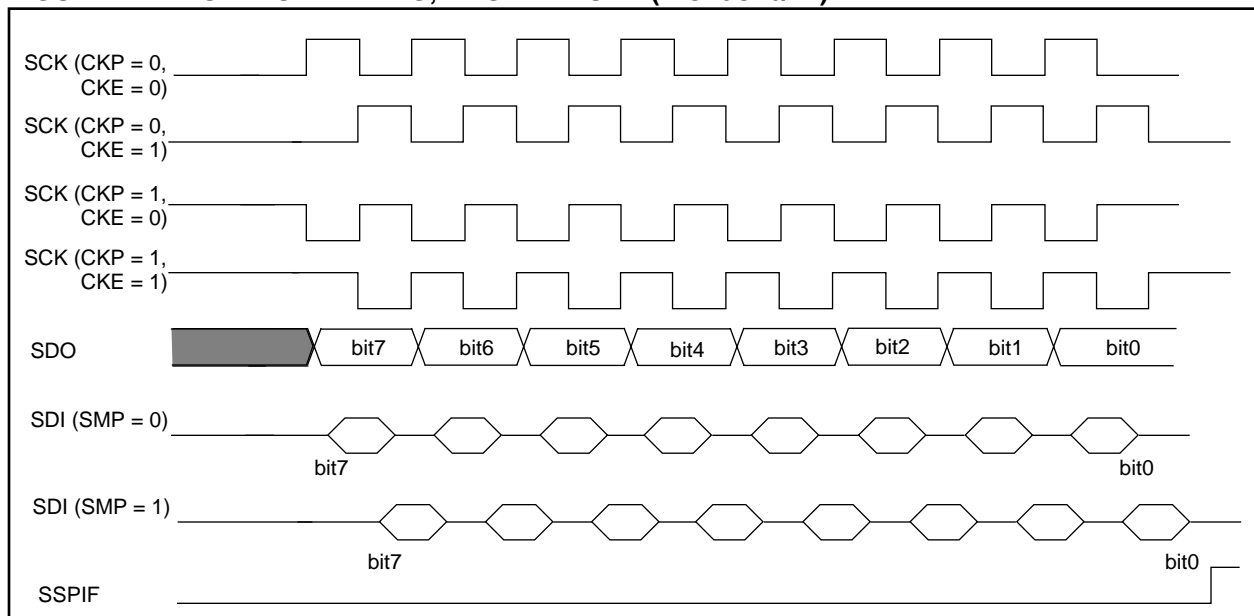 SCK (CKP = 0,
CKE = 0)
SCK (CKP = 0,
CKE = 1)
SCK (CKP = 1,
CKE = 0)
SCK (CKP = 1,
CKE = 1)
SDO bit7 bit6 bit5 bit4 bit3 bit2 bit1 bit0
SDI (SMP = 0)
bit7 bit0
SDI (SMP = 1)
bit7 bit0
SSPIF